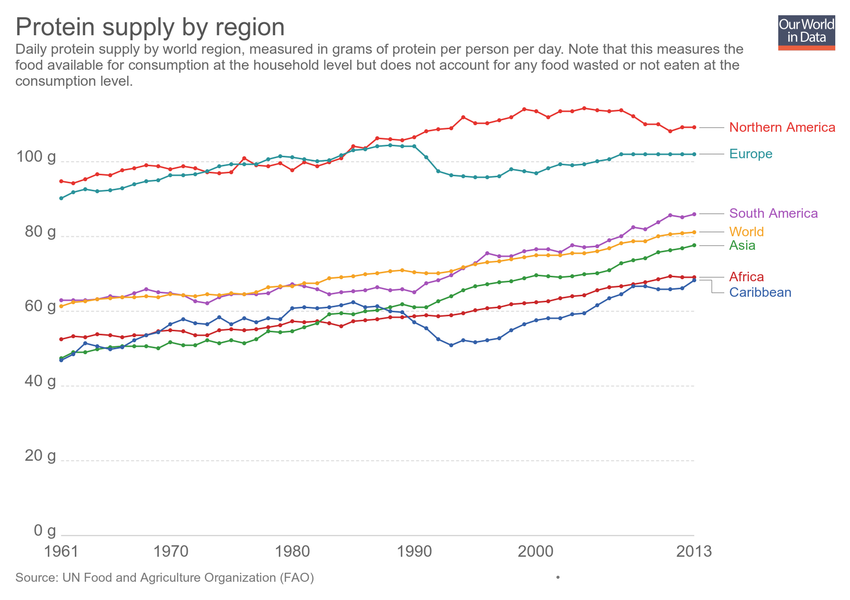 Protein supply by region
Our World
in Data
Daily protein supply by world region, measured in grams of protein per person per day. Note that this measures the
food available for consumption at the household level but does not account for any food wasted or not eaten at the
consumption level.
Northern America
100 g
Europe
South America
80 g
World
Asia
Africa
60 g
Caribbean
40 g
20 g
0 g
1961
1970
1980
1990
2000
2013
Source: UN Food and Agriculture Organization (FAO)